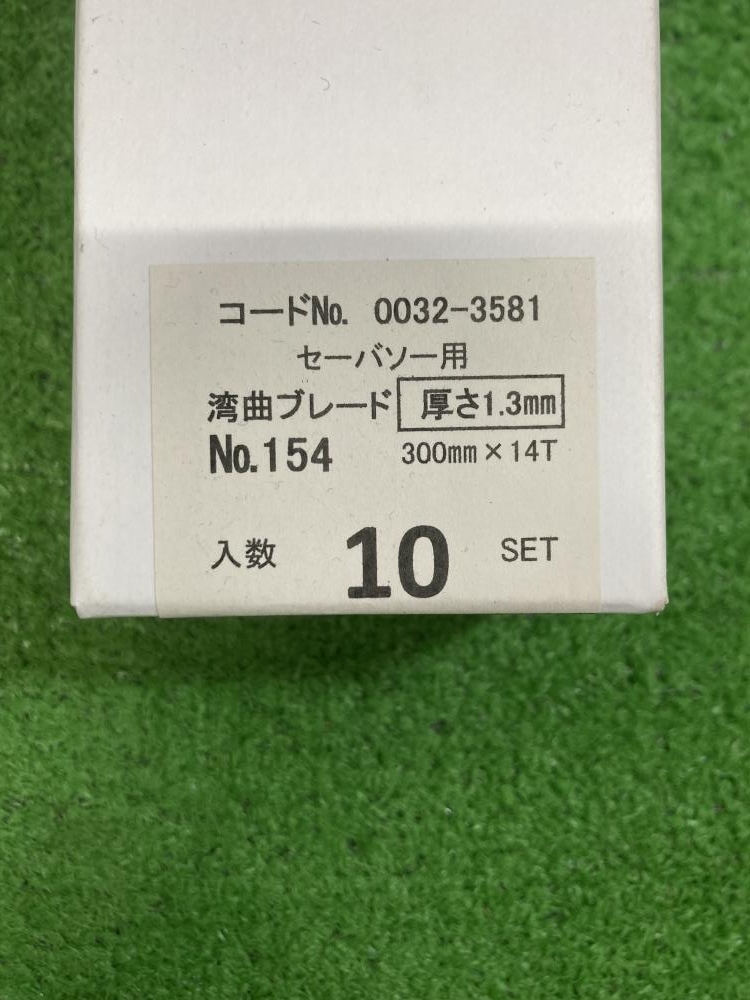 コードNo. 0032-3581
セーバソー用
湾曲ブレード 厚さ1.3mm
No.154 300mm×14T
入数 10 SET